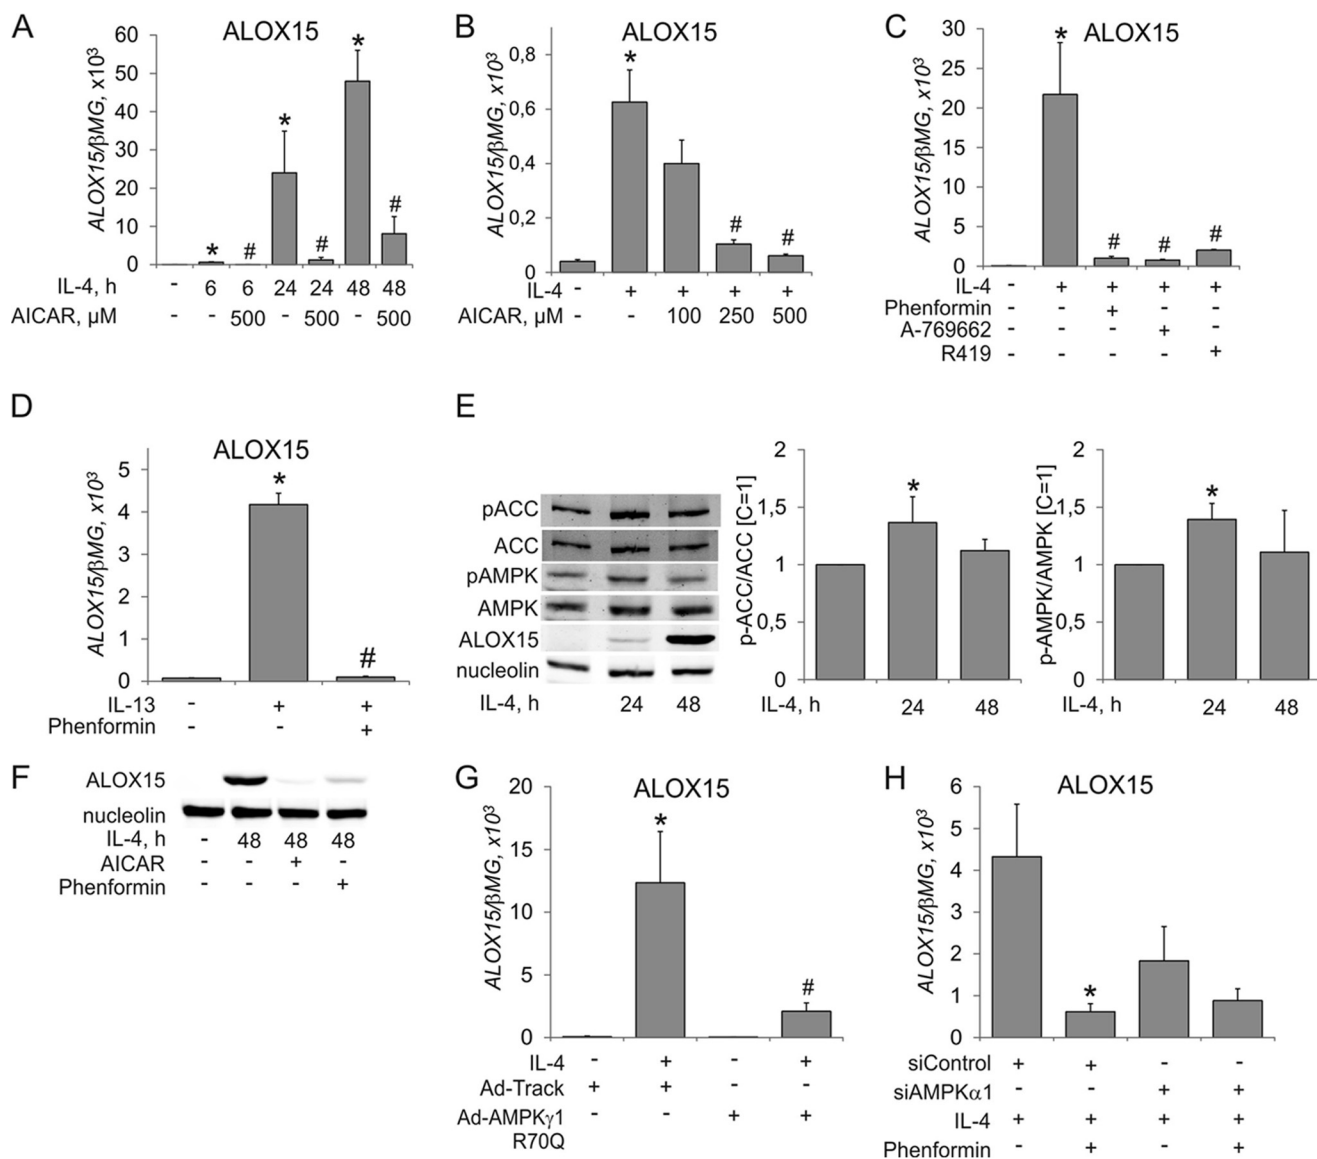 A
ALOX15
ALOX15/βMG, x10³
60
50
40
30
20
10
0
* # * # * #
IL-4, h - 6 6 24 24 48 48
AICAR, µM - - 500 - 500 - 500
B
ALOX15
ALOX15/βMG, x10³
0,8
0,6
0,4
0,2
0
* # #
IL-4 - + + + +
AICAR, µM - - 100 250 500
C
ALOX15
ALOX15/βMG, x10³
30
25
20
15
10
5
0
* # # #
IL-4 - + + + +
Phenformin - - + - -
A-769662 - - - + -
R419 - - - - +
D
ALOX15
ALOX15/βMG, x10³
5
4
3
2
1
0
* #
IL-13 - + +
Phenformin - - +
E
pACC
ACC
pAMPK
AMPK
ALOX15
nucleolin
IL-4, h 24 48
p-ACC/ACC [C=1]
2
1,5
1
0,5
0
*
IL-4, h 24 48
p-AMPK/AMPK [C=1]
2
1,5
1
0,5
0
*
IL-4, h 24 48
F
ALOX15
nucleolin
IL-4, h - 48 48 48
AICAR - - + -
Phenformin - - - +
G
ALOX15
ALOX15/βMG, x10³
20
15
10
5
0
* #
IL-4 - + - +
Ad-Track + + - -
Ad-AMPKγ1 - - + +
R70Q
H
ALOX15
ALOX15/βMG, x10³
6
5
4
3
2
1
0
*
siControl + + - -
siAMPKα1 - - + +
IL-4 + + + +
Phenformin - + - +